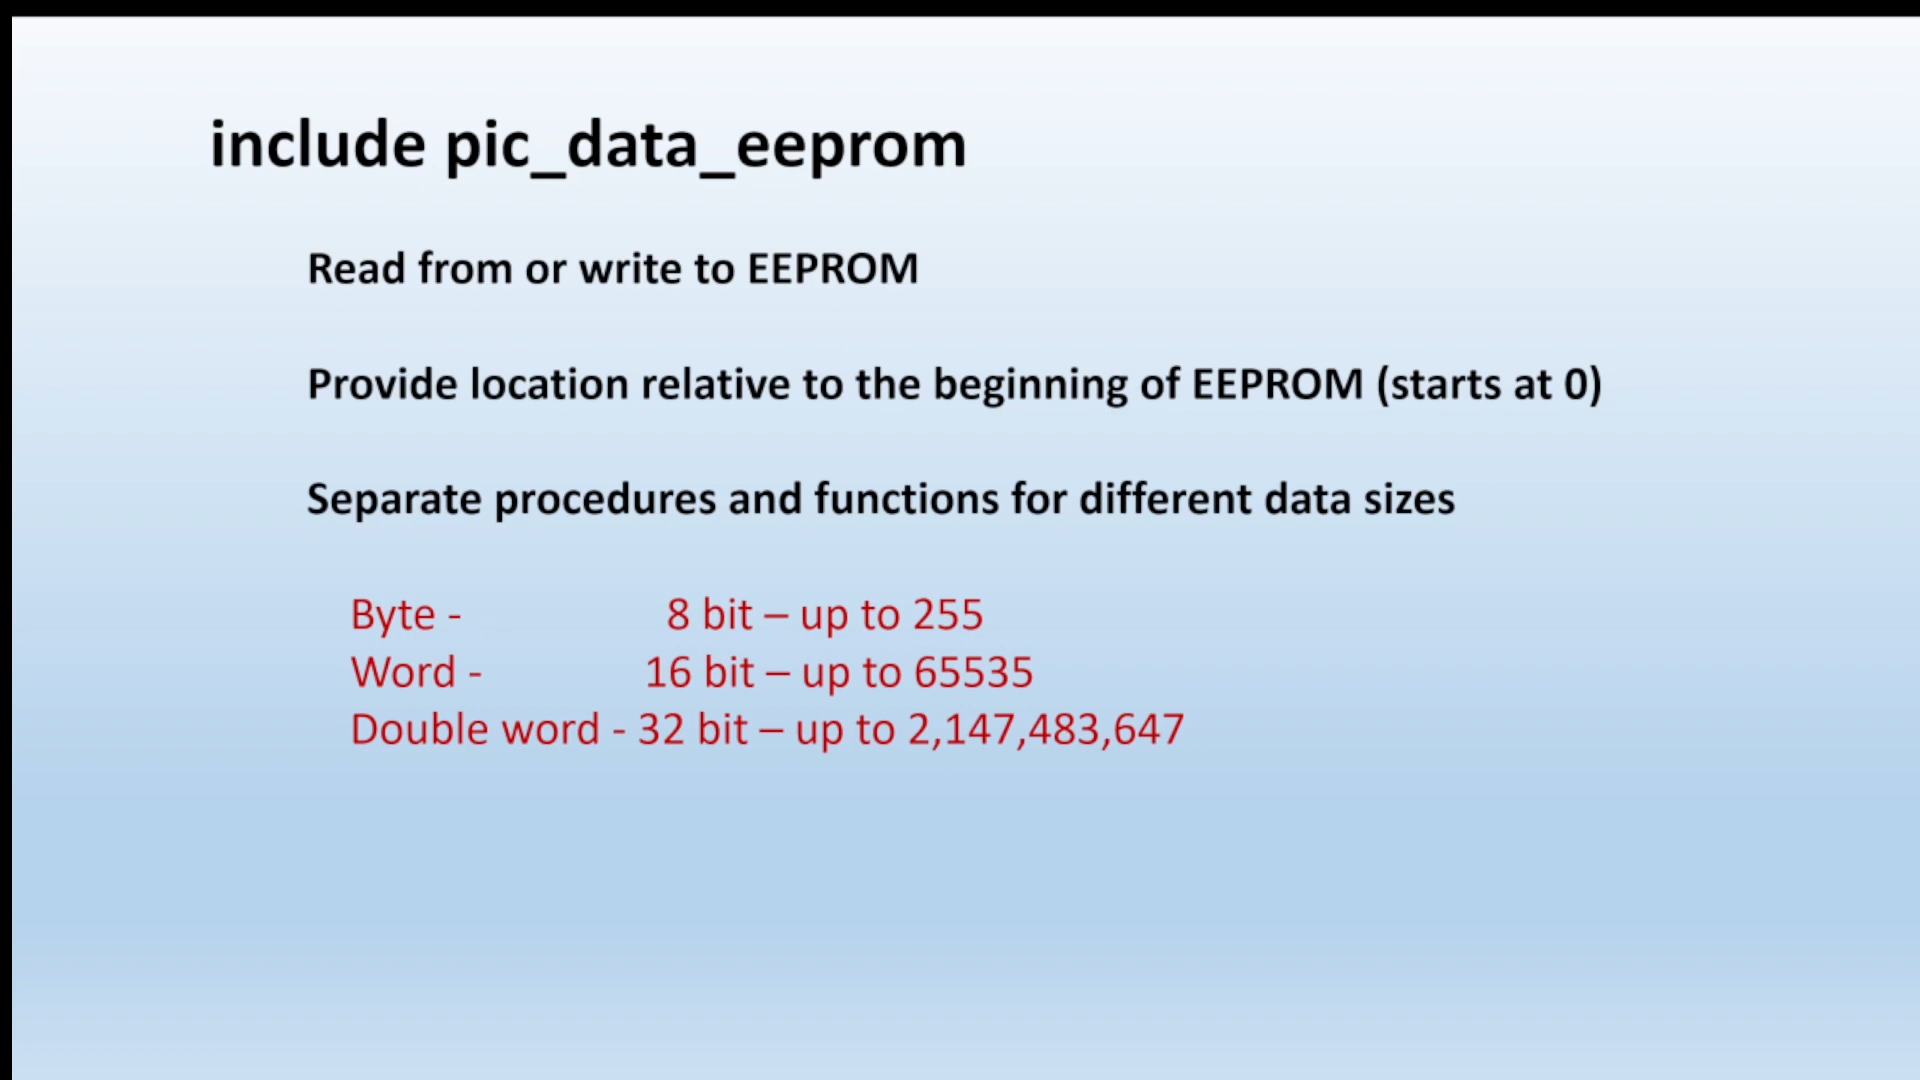 include pic_data_eeprom
Read from or write to EEPROM
Provide location relative to the beginning of EEPROM (starts at 0)
Separate procedures and functions for different data sizes
Byte - 8 bit – up to 255
Word - 16 bit – up to 65535
Double word - 32 bit – up to 2,147,483,647